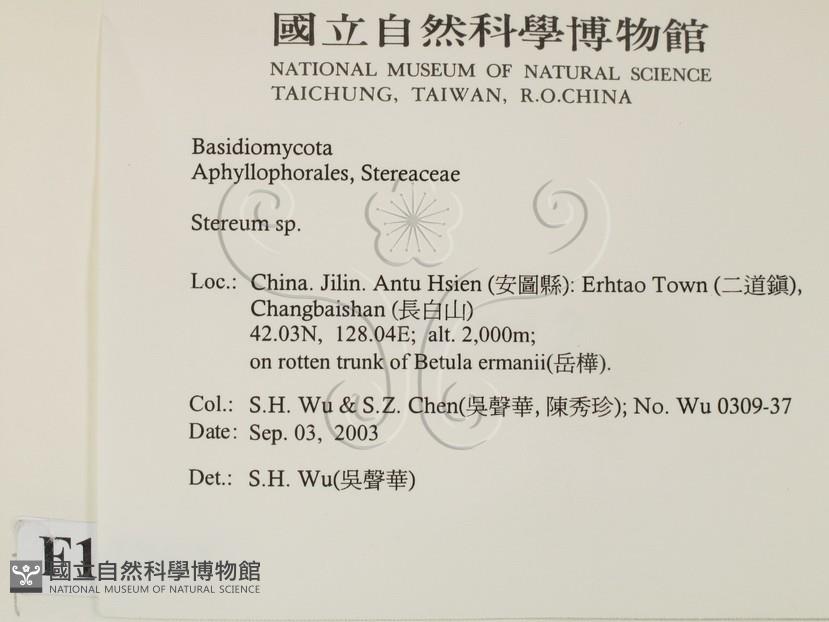 國立自然科學博物館
NATIONAL MUSEUM OF NATURAL SCIENCE
TAICHUNG, TAIWAN, R.O.CHINA
Basidiomycota
Aphyllophorales, Stereaceae
Stereum sp.
Loc.: China. Jilin. Antu Hsien (安圖縣): Erhtao Town (二道鎮),
Changbaishan (長白山)
42.03N, 128.04E; alt. 2,000m;
on rotten trunk of Betula ermanii(岳樺).
Col.: S.H. Wu & S.Z. Chen(吳聲華, 陳秀珍); No. Wu 0309-37
Date: Sep. 03, 2003
Det.: S.H. Wu(吳聲華)
F1
國立自然科學博物館
NATIONAL MUSEUM OF NATURAL SCIENCE